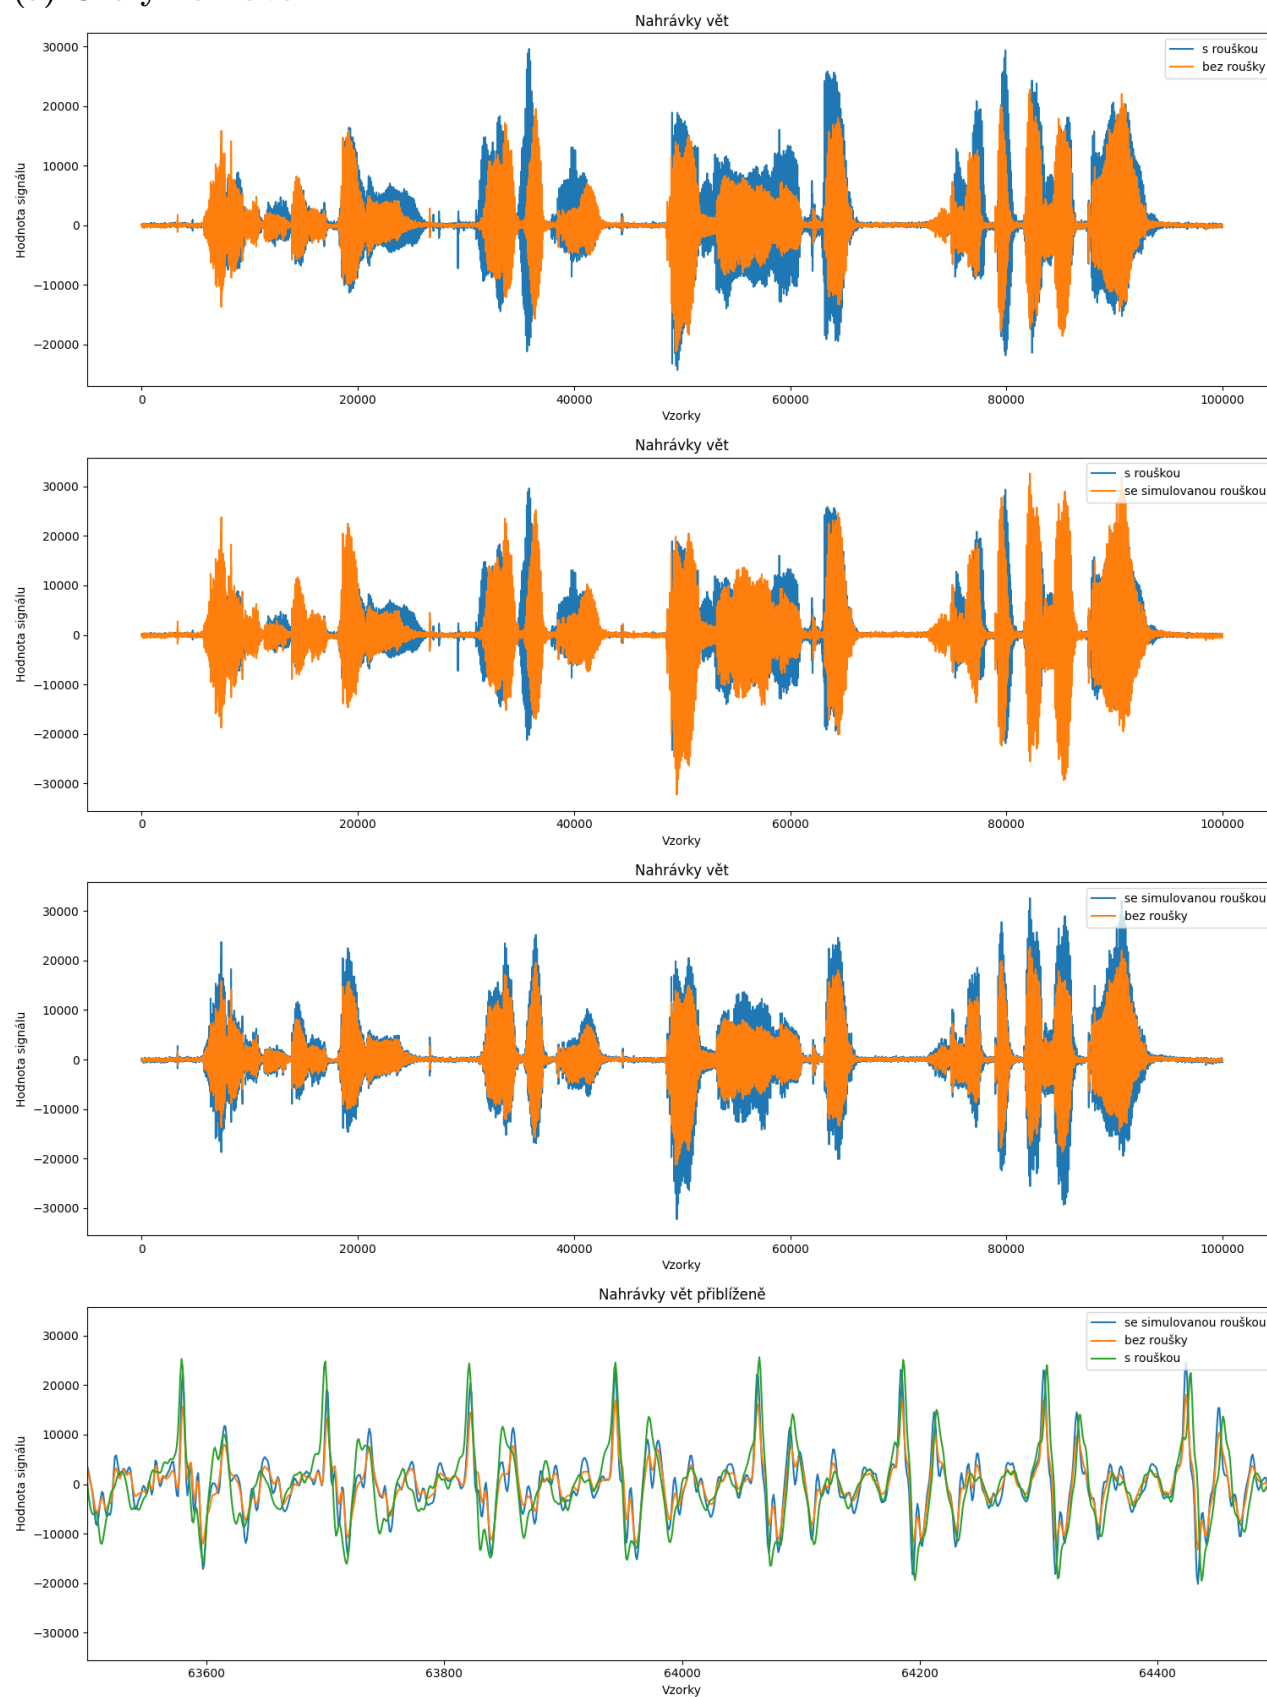 Nahrávky vět
30000
20000
10000
0
−10000
−20000
Hodnota signálu
s rouškou
bez roušky
0 20000 40000 60000 80000 100000
Vzorky
Nahrávky vět
30000
20000
10000
0
−10000
−20000
−30000
Hodnota signálu
s rouškou
se simulovanou rouškou
0 20000 40000 60000 80000 100000
Vzorky
Nahrávky vět
30000
20000
10000
0
−10000
−20000
−30000
Hodnota signálu
se simulovanou rouškou
bez roušky
0 20000 40000 60000 80000 100000
Vzorky
Nahrávky vět přiblíženě
30000
20000
10000
0
−10000
−20000
−30000
Hodnota signálu
se simulovanou rouškou
bez roušky
s rouškou
63600 63800 64000 64200 64400
Vzorky